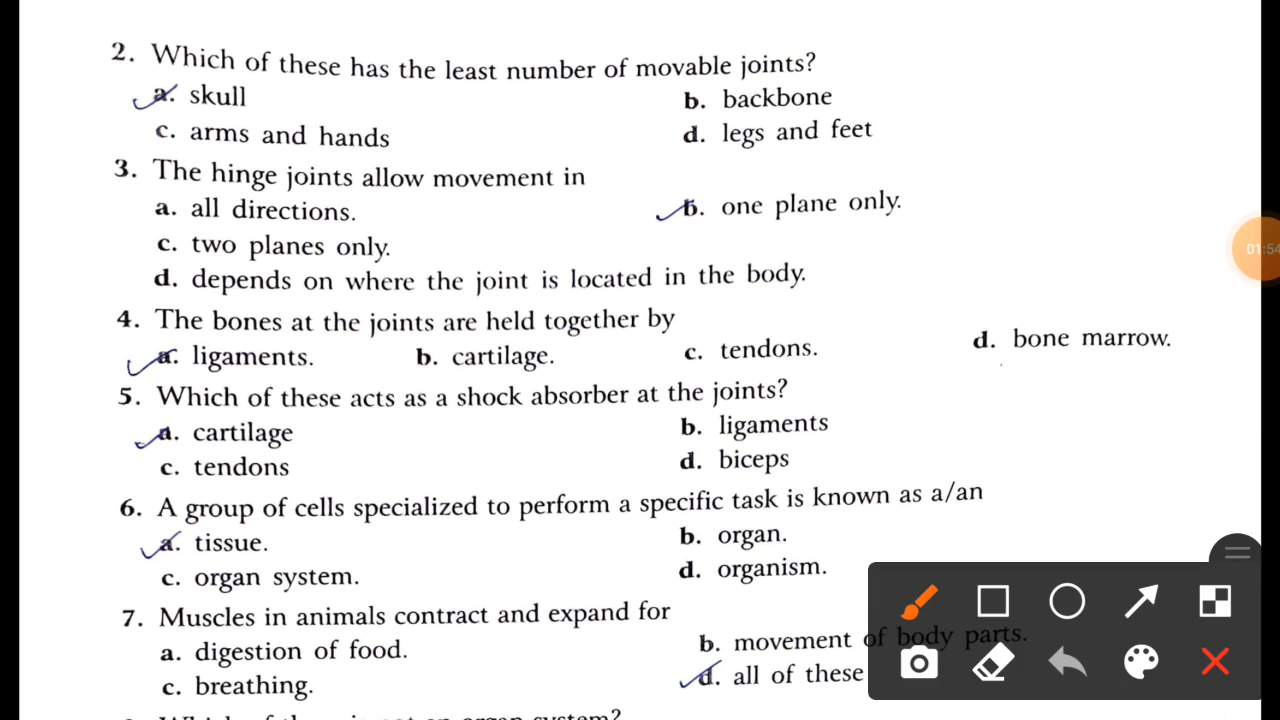 2. Which of these has the least number of movable joints?
a. skull b. backbone
c. arms and hands d. legs and feet
3. The hinge joints allow movement in
a. all directions. b. one plane only.
c. two planes only.
d. depends on where the joint is located in the body.
4. The bones at the joints are held together by
a. ligaments. b. cartilage. c. tendons. d. bone marrow.
5. Which of these acts as a shock absorber at the joints?
a. cartilage b. ligaments
c. tendons d. biceps
6. A group of cells specialized to perform a specific task is known as a/an
a. tissue. b. organ.
c. organ system. d. organism.
7. Muscles in animals contract and expand for
a. digestion of food. b. movement of body parts.
c. breathing. d. all of these
01:54